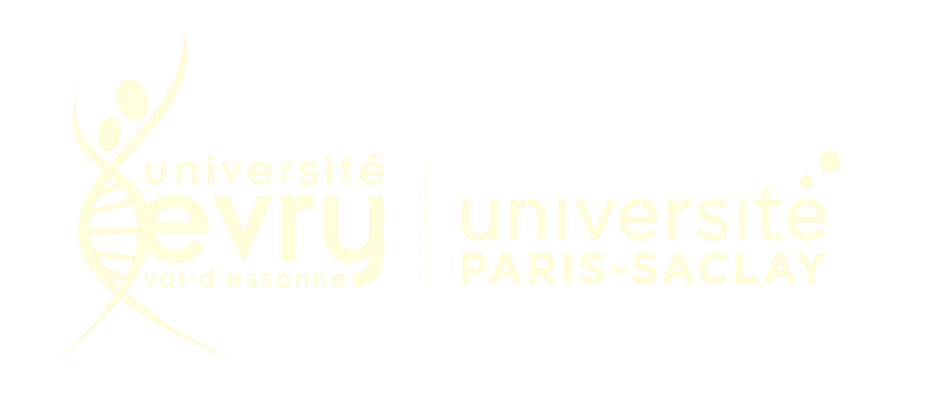 université
evry
val-d'essonne
université
PARIS-SACLAY